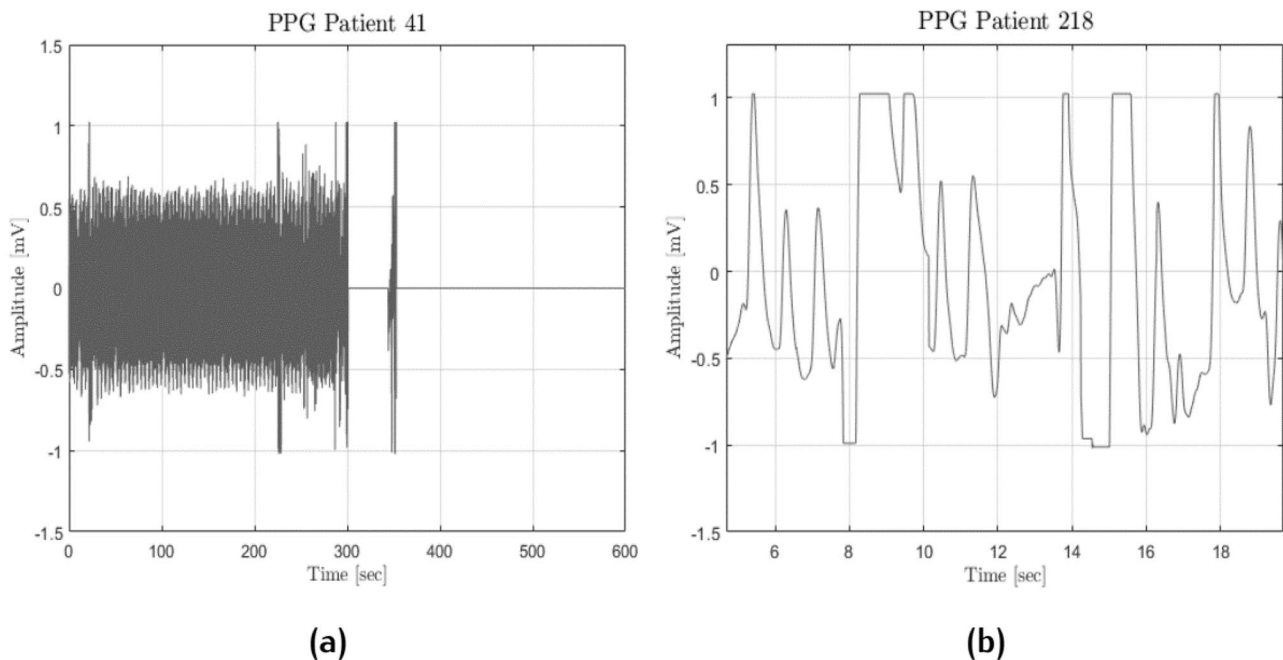 PPG Patient 41
1.5
1
0.5
0
-0.5
-1
-1.5
Amplitude [mV]
0 100 200 300 400 500 600
Time [sec]
(a)
PPG Patient 218
1
0.5
0
-0.5
-1
-1.5
Amplitude [mV]
6 8 10 12 14 16 18
Time [sec]
(b)